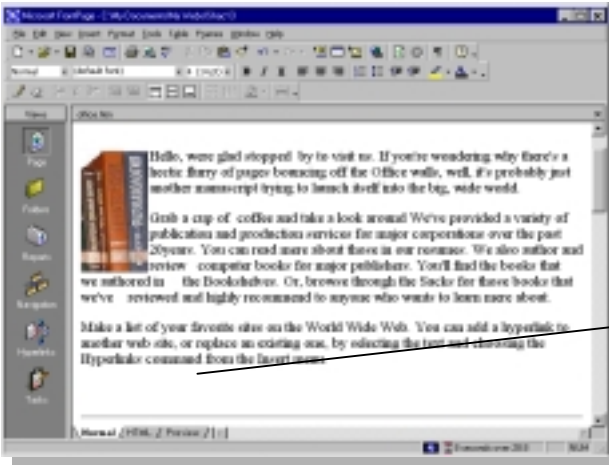 Microsoft FrontPage - C:\My Documents\My Webs\
File Edit View Insert Format Tools Table Frames Window Help
Normal (default font)
Views
Page
Folders
Reports
Navigation
Hyperlinks
Tasks
Hello, were glad stopped by to visit us. If you're wondering why there's a
hectic flurry of pages bouncing off the Office walls, well, it's probably just
another manuscript trying to launch itself into the big, wide world.
Grab a cup of coffee and take a look around We've provided a variety of
publication and production services for major corporations over the past
20years. You can read more about those in our resumes. We also author and
review computer books for major publishers. You'll find the books that
we authored in the Bookshelves. Or, browse through the Stacks for those books that
we've reviewed and highly recommend to anyone who wants to learn more about.
Make a list of your favorite sites on the World Wide Web. You can add a hyperlink to
another web site, or replace an existing one, by selecting the text and choosing the
Hyperlinks command from the Insert menu
Normal HTML Preview
seconds over 28.8 NUM